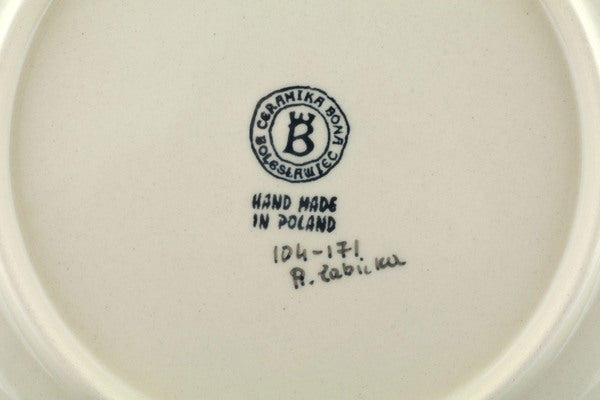 CERAMIKA BONA
B
BOLESŁAWIEC
HAND MADE
IN POLAND
104-171